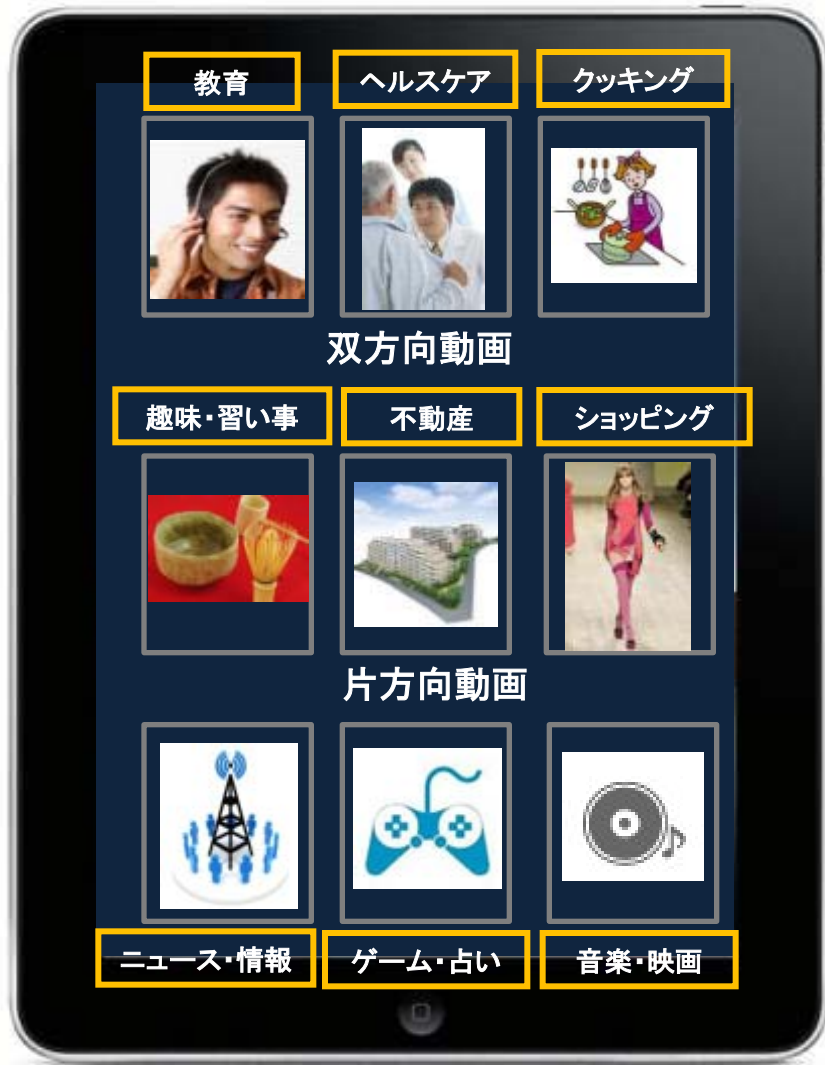 教育
ヘルスケア
クッキング
双方向動画
趣味・習い事
不動産
ショッピング
片方向動画
ニュース・情報
ゲーム・占い
音楽・映画